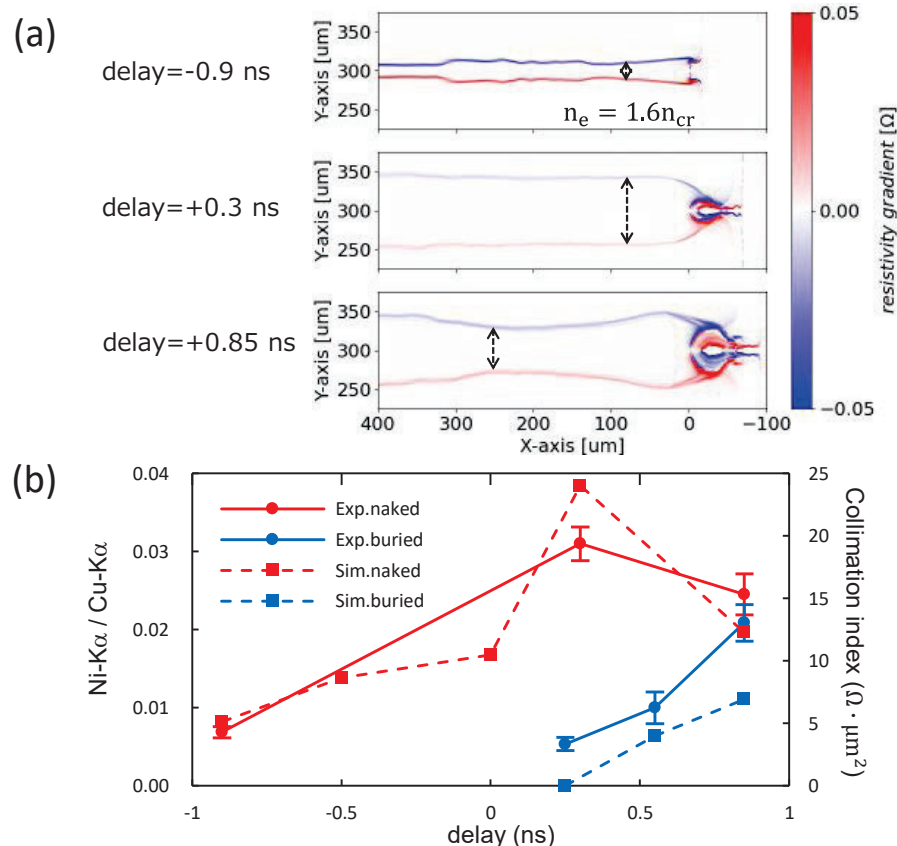 (a)
delay=-0.9 ns
Y-axis [um]
350
300
250
n_e = 1.6n_cr
delay=+0.3 ns
Y-axis [um]
350
300
250
delay=+0.85 ns
Y-axis [um]
350
300
250
400 300 200 100 0 −100
X-axis [um]
0.05
0.00
−0.05
resistivity gradient [Ω]
(b)
Ni-Kα / Cu-Kα
0.04
0.03
0.02
0.01
0.00
Exp.naked
Exp.buried
Sim.naked
Sim.buried
25
20
15
10
5
0
Collimation index (Ω · μm²)
-1 -0.5 0 0.5 1
delay (ns)